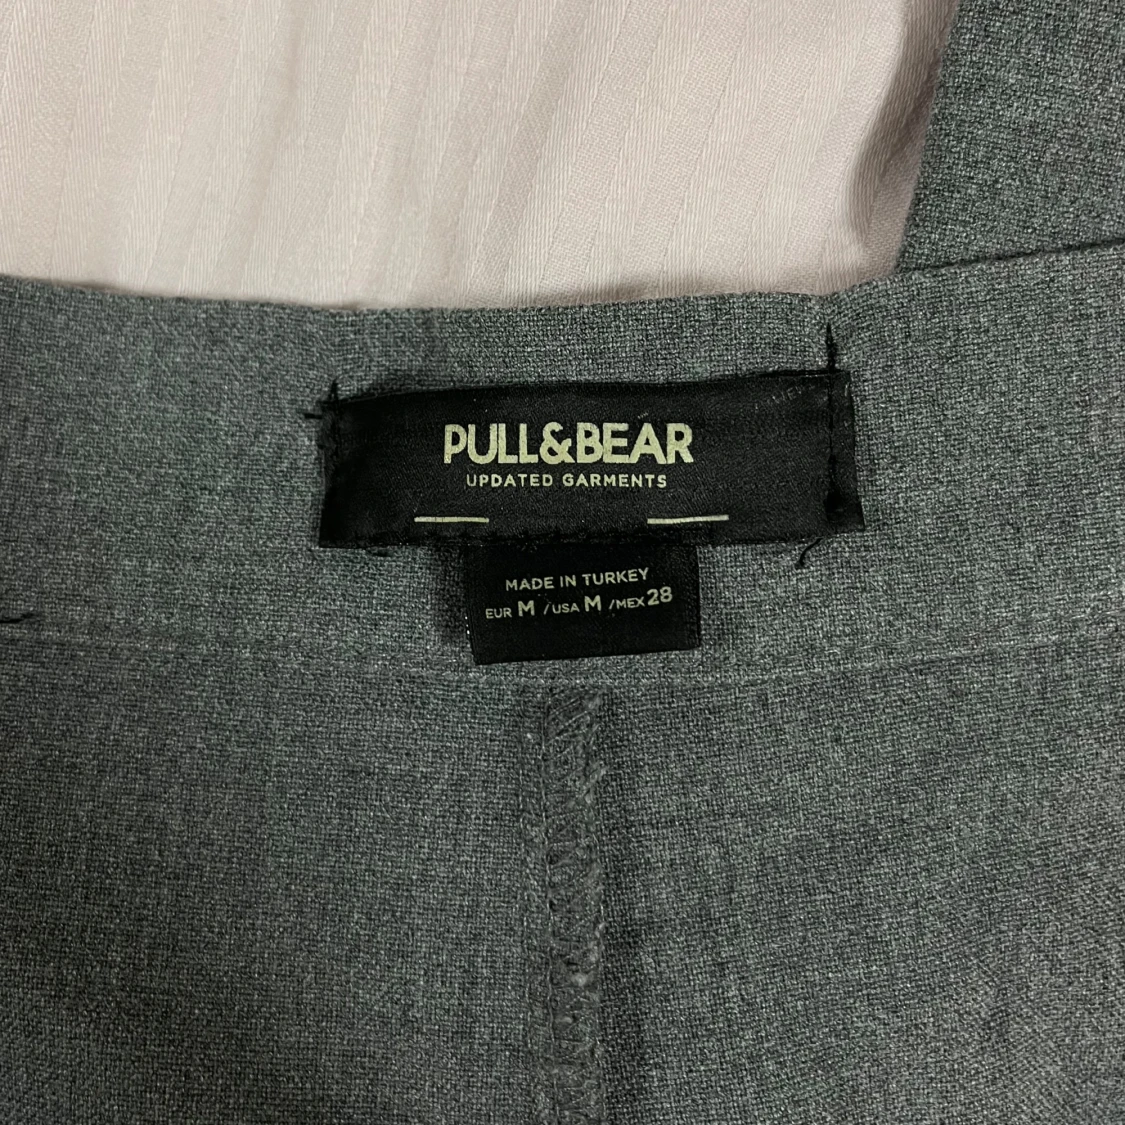 PULL&BEAR
UPDATED GARMENTS
MADE IN TURKEY
EUR M / USA M / MEX 28